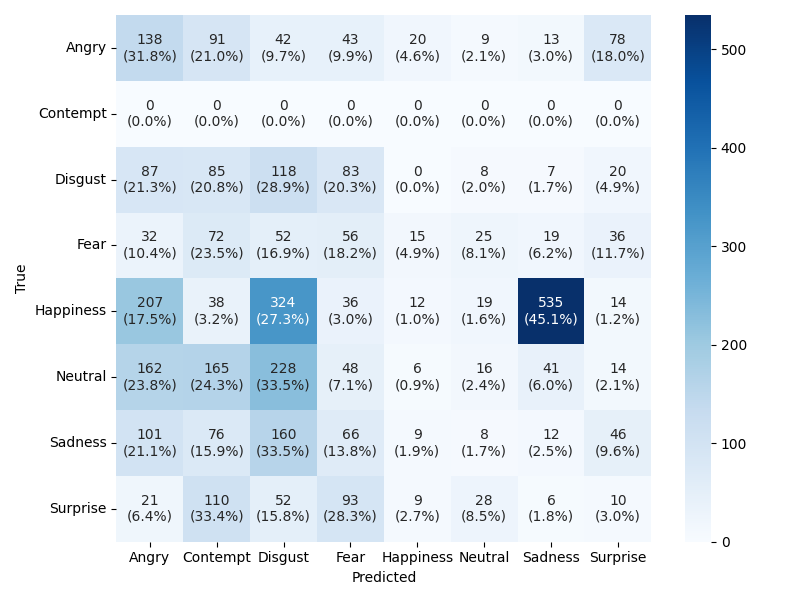 Angry 138 91 42 43 20 9 13 78
(31.8%) (21.0%) (9.7%) (9.9%) (4.6%) (2.1%) (3.0%) (18.0%)
Contempt 0 0 0 0 0 0 0 0
(0.0%) (0.0%) (0.0%) (0.0%) (0.0%) (0.0%) (0.0%) (0.0%)
Disgust 87 85 118 83 0 8 7 20
(21.3%) (20.8%) (28.9%) (20.3%) (0.0%) (2.0%) (1.7%) (4.9%)
Fear 32 72 52 56 15 25 19 36
(10.4%) (23.5%) (16.9%) (18.2%) (4.9%) (8.1%) (6.2%) (11.7%)
Happiness 207 38 324 36 12 19 535 14
(17.5%) (3.2%) (27.3%) (3.0%) (1.0%) (1.6%) (45.1%) (1.2%)
Neutral 162 165 228 48 6 16 41 14
(23.8%) (24.3%) (33.5%) (7.1%) (0.9%) (2.4%) (6.0%) (2.1%)
Sadness 101 76 160 66 9 8 12 46
(21.1%) (15.9%) (33.5%) (13.8%) (1.9%) (1.7%) (2.5%) (9.6%)
Surprise 21 110 52 93 9 28 6 10
(6.4%) (33.4%) (15.8%) (28.3%) (2.7%) (8.5%) (1.8%) (3.0%)
Angry Contempt Disgust Fear Happiness Neutral Sadness Surprise
Predicted
True
500
400
300
200
100
0